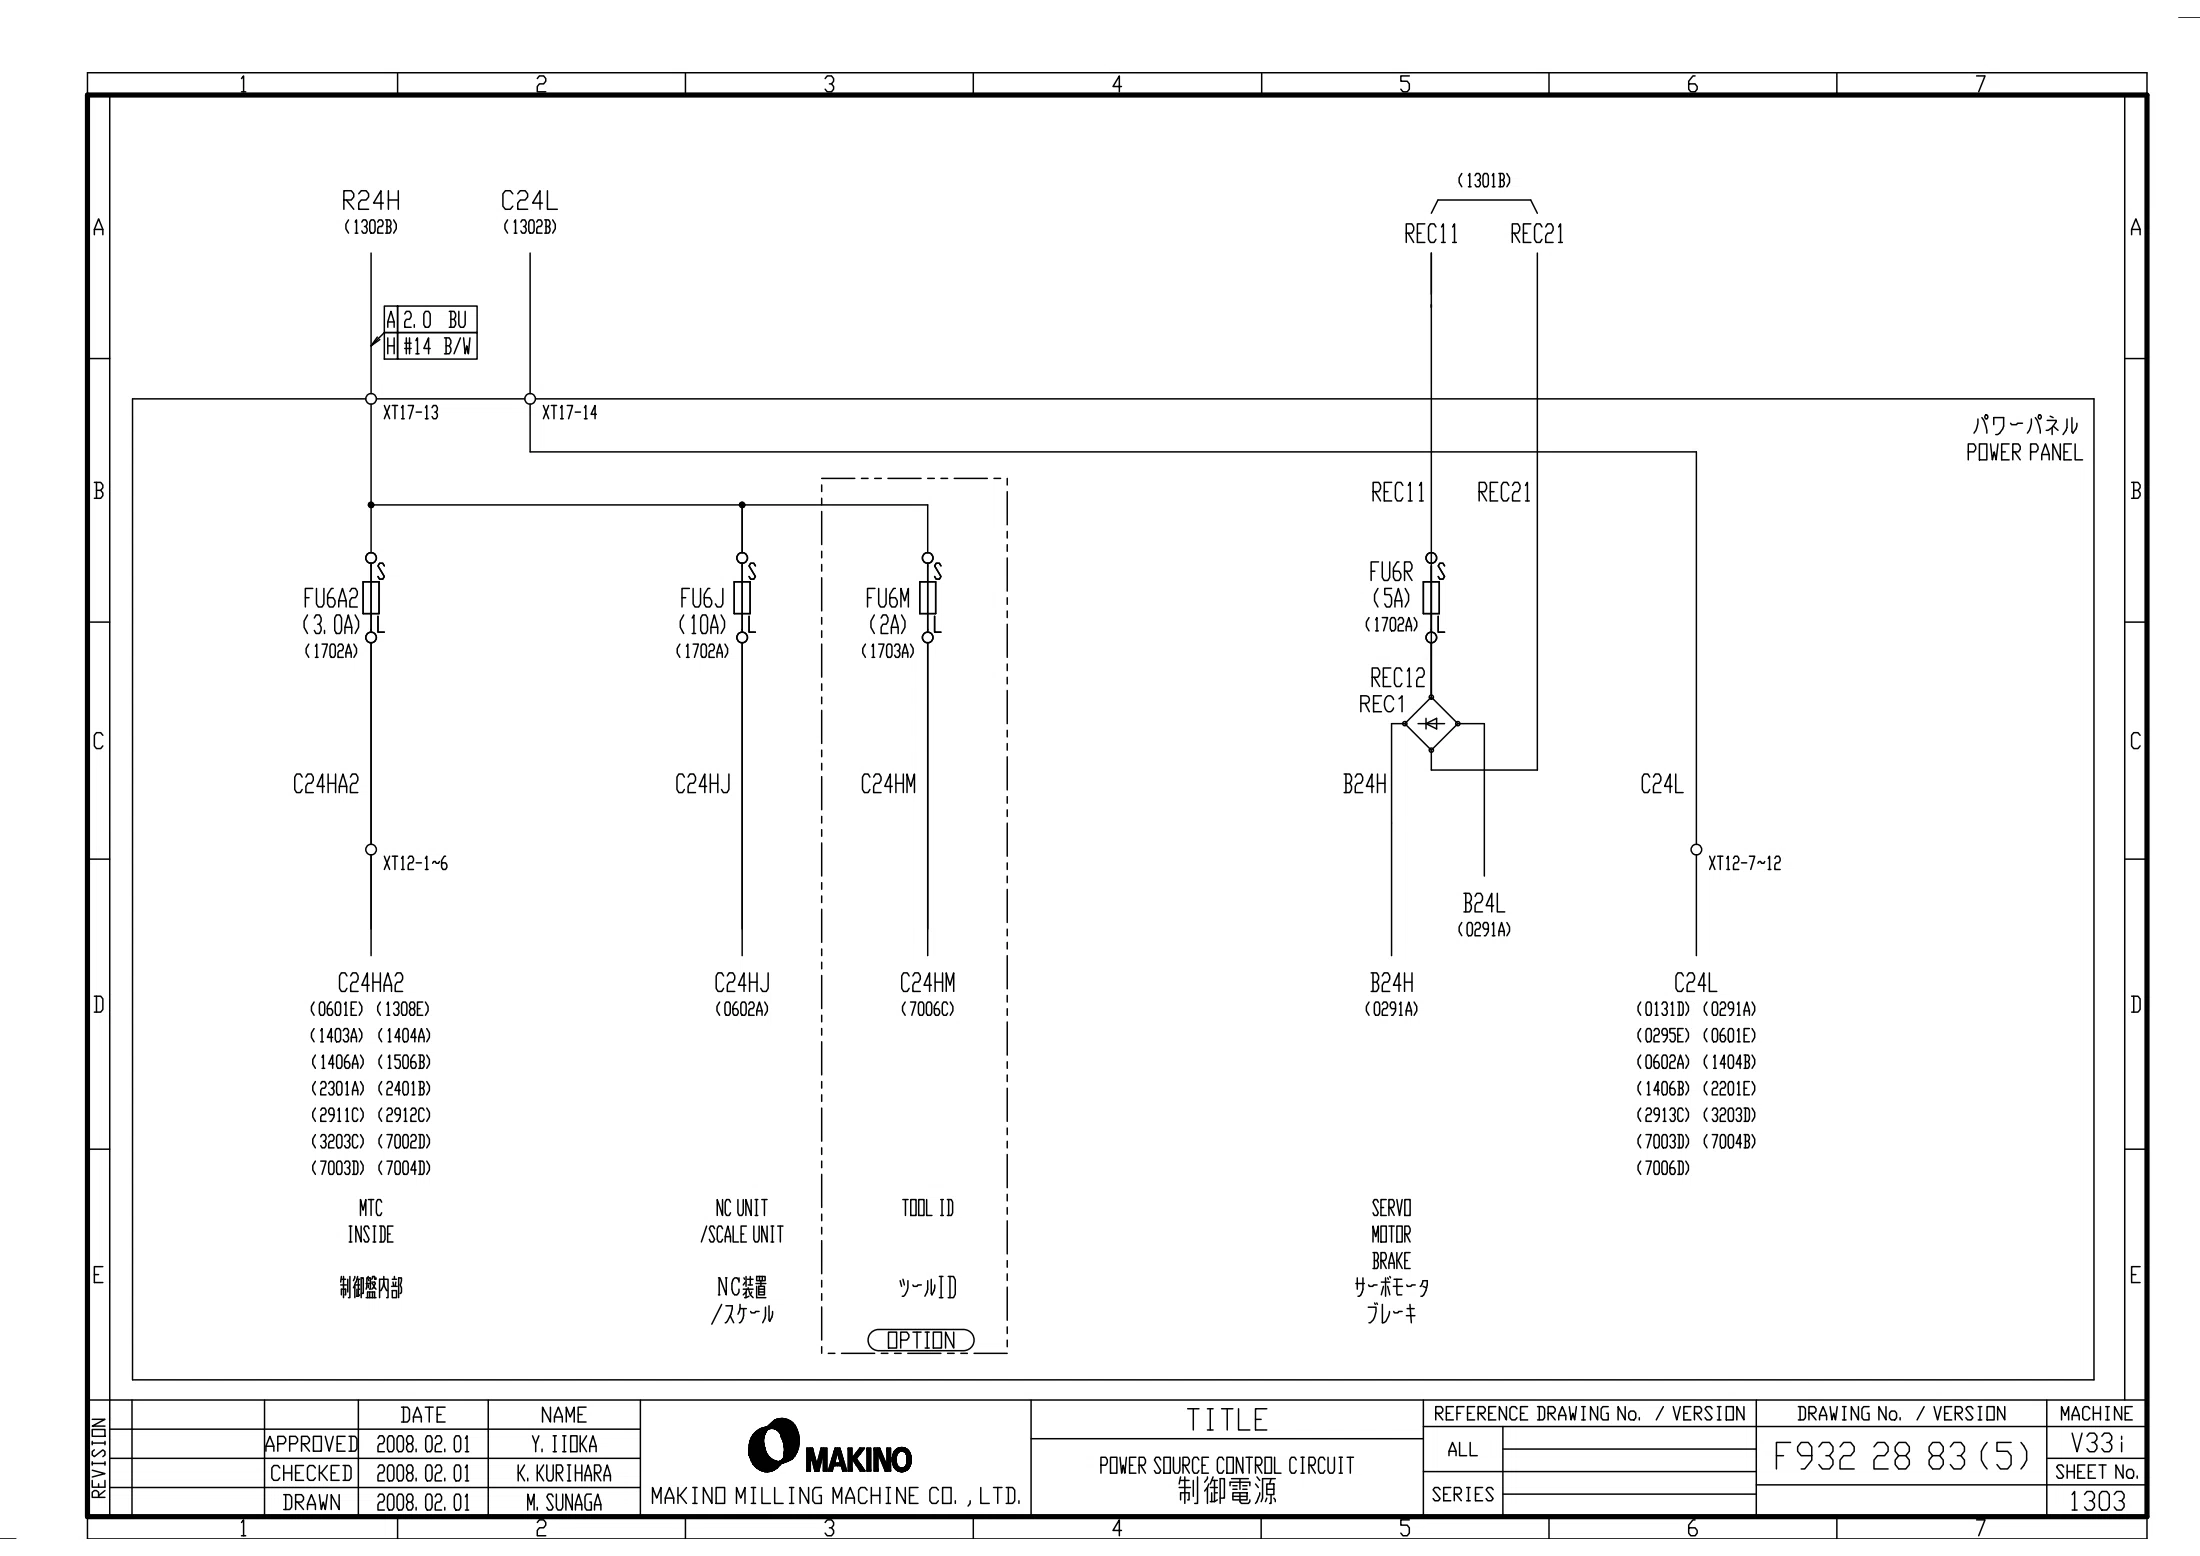 1 2 3 4 5 6 7
(1301B)
R24H C24L
(1302B) (1302B)
A REC11 REC21 A
A 2.0 BU
H #14 B/W
XT17-13 XT17-14
パワーパネル
POWER PANEL
B REC11 REC21 B
S S S FU6R S
FU6A2 FU6J FU6M (5A)
(3.0A) L (10A) L (2A) L (1702A) L
(1702A) (1702A) (1703A)
REC12
REC1
C C
C24HA2 C24HJ C24HM B24H C24L
XT12-1~6 XT12-7~12
B24L
(0291A)
C24HA2 C24HJ C24HM B24H C24L
D D
(0601E) (1308E) (0602A) (7006C) (0291A) (0131D) (0291A)
(1403A) (1404A) (0295E) (0601E)
(1406A) (1506B) (0602A) (1404B)
(2301A) (2401B) (1406B) (2201E)
(2911C) (2912C) (2913C) (3203D)
(3203C) (7002D) (7003D) (7004B)
(7003D) (7004D) (7006D)
MTC NC UNIT TOOL ID SERVO
INSIDE /SCALE UNIT MOTOR
BRAKE
E E
制御盤内部 NC装置 ツールID サーボモータ
/スケール ブレーキ
OPTION
REVISION
DATE NAME
APPROVED 2008.02.01 Y. IIOKA
CHECKED 2008.02.01 K. KURIHARA
DRAWN 2008.02.01 M. SUNAGA
MAKINO
MAKINO MILLING MACHINE CO.,LTD.
TITLE
POWER SOURCE CONTROL CIRCUIT
制御電源
REFERENCE DRAWING No. / VERSION
ALL
SERIES
DRAWING No. / VERSION
F932 28 83(5)
MACHINE
V33i
SHEET No.
1303
1 2 3 4 5 6 7